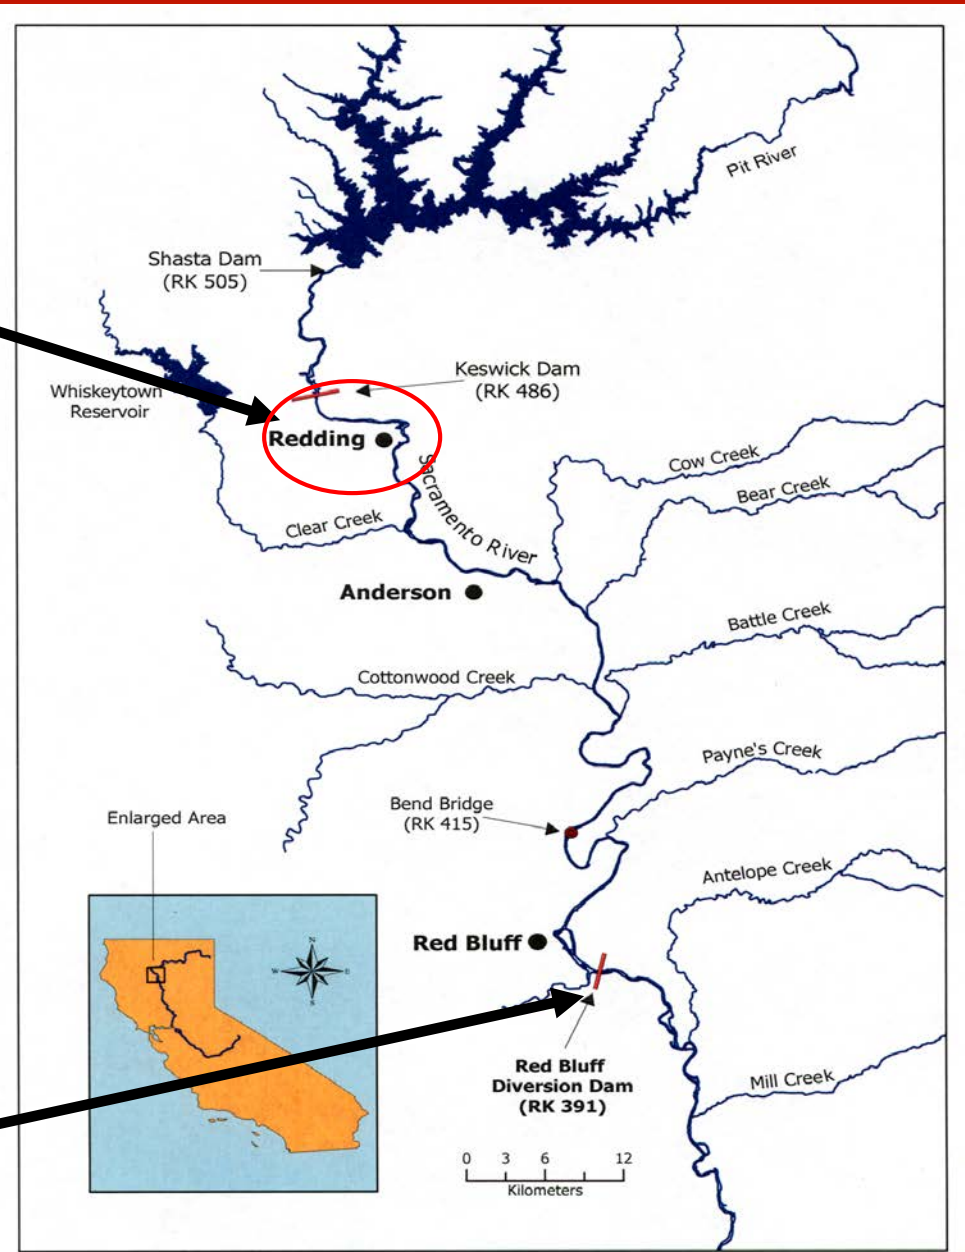 Pit River
Shasta Dam
(RK 505)
Keswick Dam
(RK 486)
Whiskeytown
Reservoir
Redding
Sacramento River
Cow Creek
Bear Creek
Clear Creek
Anderson
Battle Creek
Cottonwood Creek
Payne's Creek
Bend Bridge
(RK 415)
Enlarged Area
Antelope Creek
Red Bluff
N
W
E
S
Red Bluff
Diversion Dam
(RK 391)
Mill Creek
0 3 6 12
Kilometers